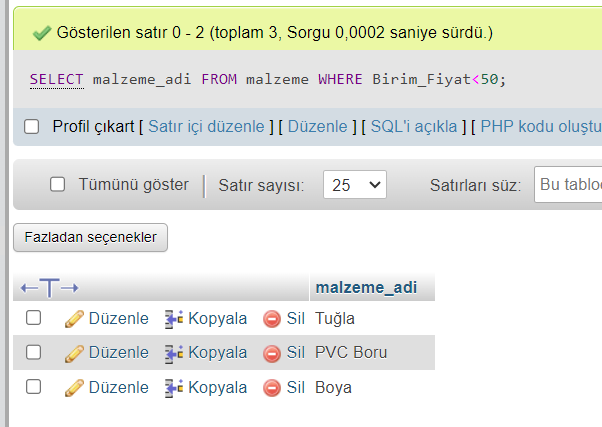 Gösterilen satır 0 - 2 (toplam 3, Sorgu 0,0002 saniye sürdü.)
SELECT malzeme_adi FROM malzeme WHERE Birim_Fiyat<50;
Profil çıkart [ Satır içi düzenle ] [ Düzenle ] [ SQL'i açıkla ] [ PHP kodu oluştu
Tümünü göster Satır sayısı: 25 Satırları süz: Bu tabloc
Fazladan seçenekler
←T→ malzeme_adi
Düzenle Kopyala Sil Tuğla
Düzenle Kopyala Sil PVC Boru
Düzenle Kopyala Sil Boya